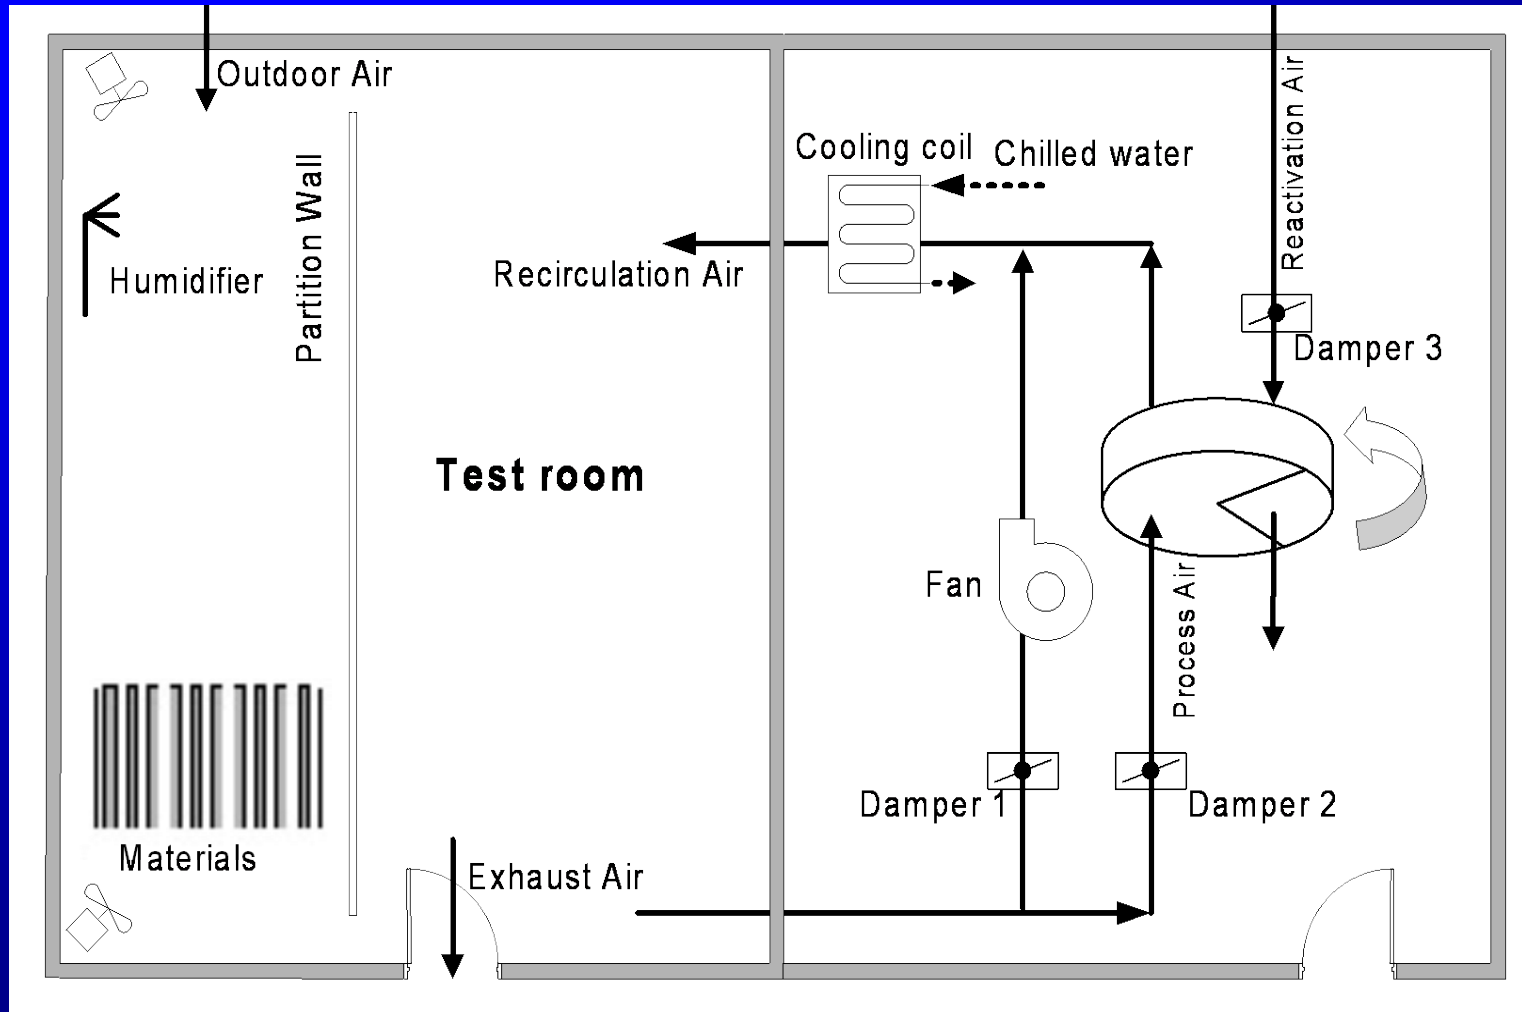 Outdoor Air
Reactivation Air
Cooling coil
Chilled water
Partition Wall
Recirculation Air
Humidifier
Damper 3
Test room
Fan
Process Air
Damper 1
Damper 2
Materials
Exhaust Air